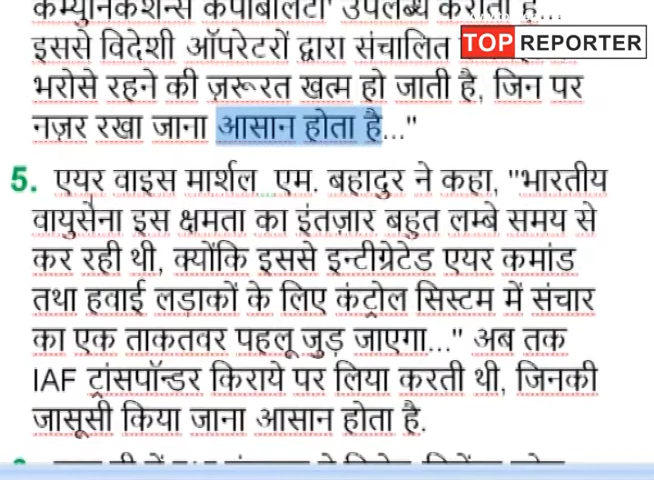 कम्युनिकेशन्स कैपेबिलिटी' उपलब्ध कराती है...
इससे विदेशी ऑपरेटरों द्वारा संचालित
TOP REPORTER
भरोसे रहने की ज़रूरत खत्म हो जाती है, जिन पर
नज़र रखा जाना आसान होता है..."
5. एयर वाइस मार्शल एम. बहादुर ने कहा, "भारतीय
वायुसेना इस क्षमता का इंतज़ार बहुत लम्बे समय से
कर रही थी, क्योंकि इससे इन्टीग्रेटेड एयर कमांड
तथा हवाई लड़ाकों के लिए कंट्रोल सिस्टम में संचार
का एक ताकतवर पहलू जुड़ जाएगा..." अब तक
IAF ट्रांसपॉन्डर किराये पर लिया करती थी, जिनकी
जासूसी किया जाना आसान होता है.